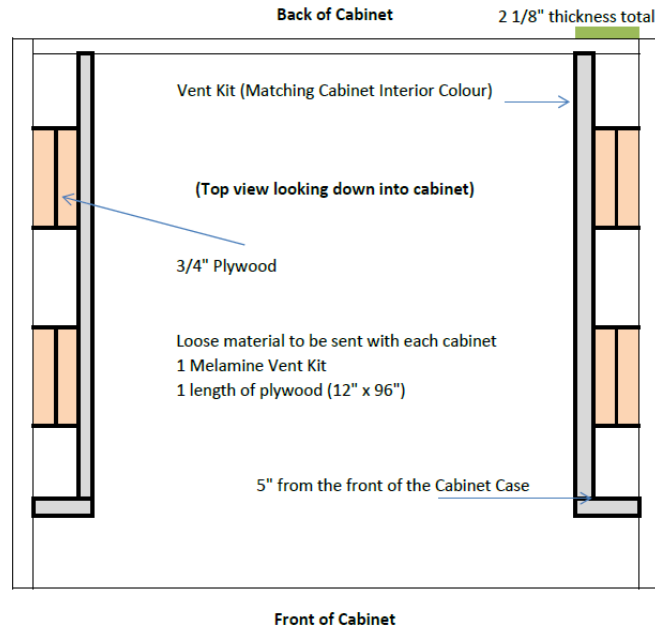 Back of Cabinet
2 1/8" thickness total
Vent Kit (Matching Cabinet Interior Colour)
(Top view looking down into cabinet)
3/4" Plywood
Loose material to be sent with each cabinet
1 Melamine Vent Kit
1 length of plywood (12" x 96")
5" from the front of the Cabinet Case
Front of Cabinet